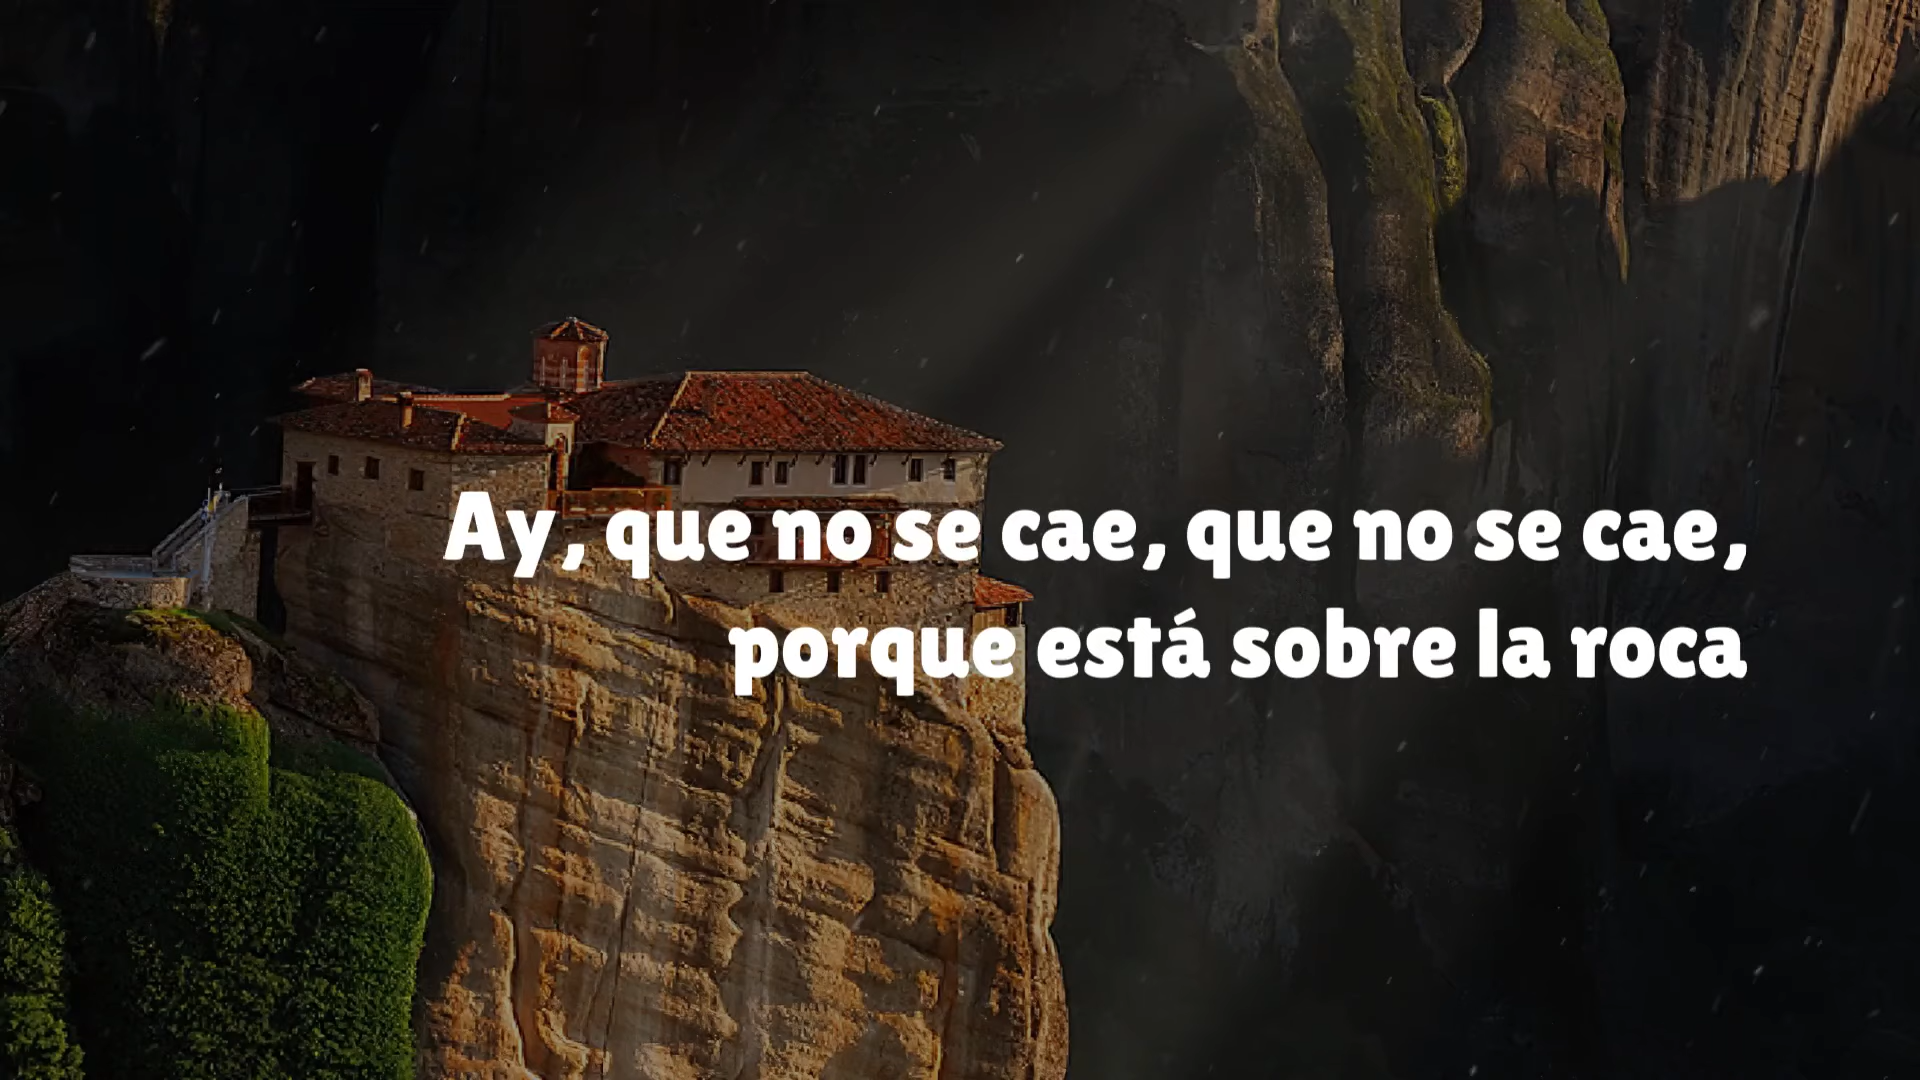 Ay, que no se cae, que no se cae,
porque está sobre la roca